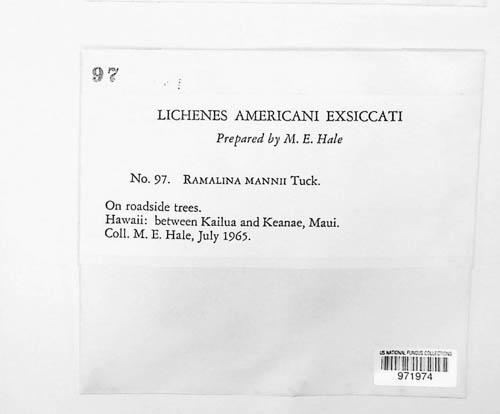 97
LICHENES AMERICANI EXSICCATI
Prepared by M. E. Hale
No. 97. RAMALINA MANNII Tuck.
On roadside trees.
Hawaii: between Kailua and Keanae, Maui.
Coll. M. E. Hale, July 1965.
US NATIONAL FUNGUS COLLECTIONS
971974